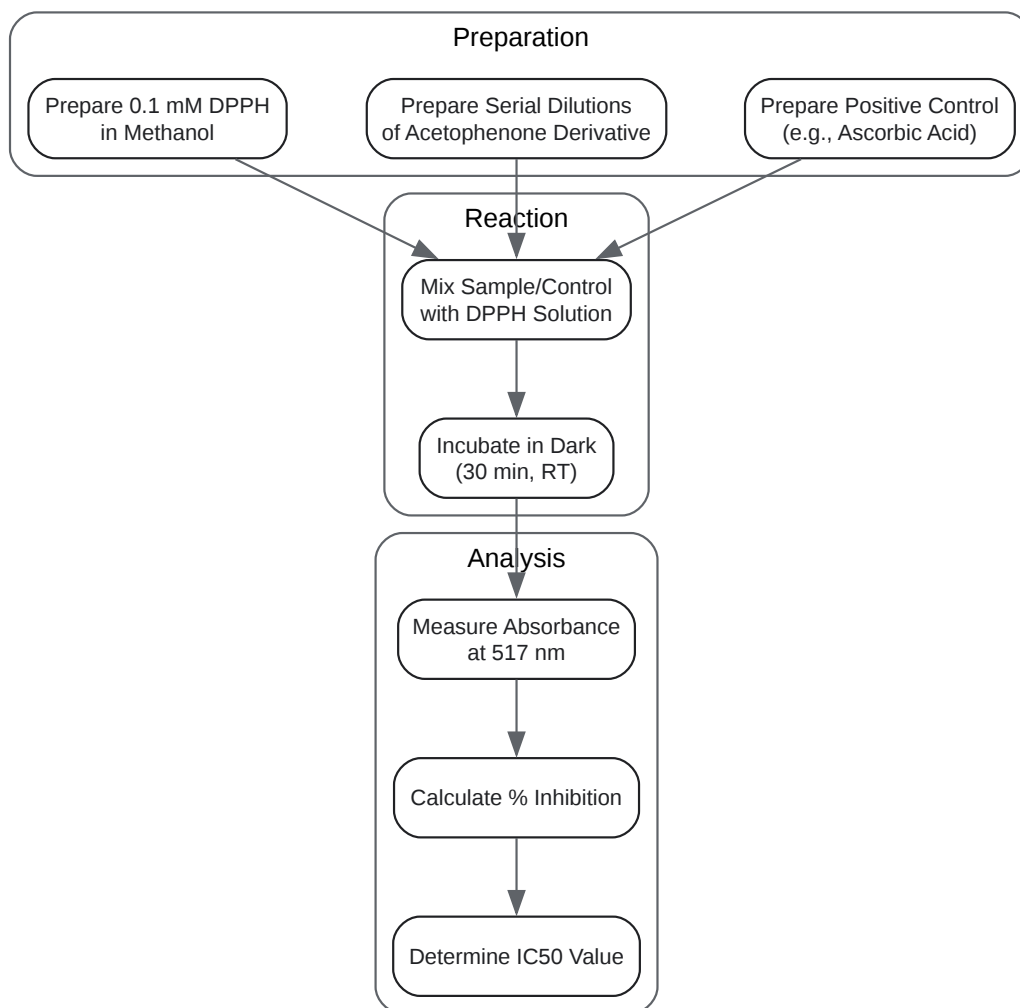 Preparation
Prepare 0.1 mM DPPH
in Methanol
Prepare Serial Dilutions
of Acetophenone Derivative
Prepare Positive Control
(e.g., Ascorbic Acid)
Reaction
Mix Sample/Control
with DPPH Solution
Incubate in Dark
(30 min, RT)
Analysis
Measure Absorbance
at 517 nm
Calculate % Inhibition
Determine IC50 Value